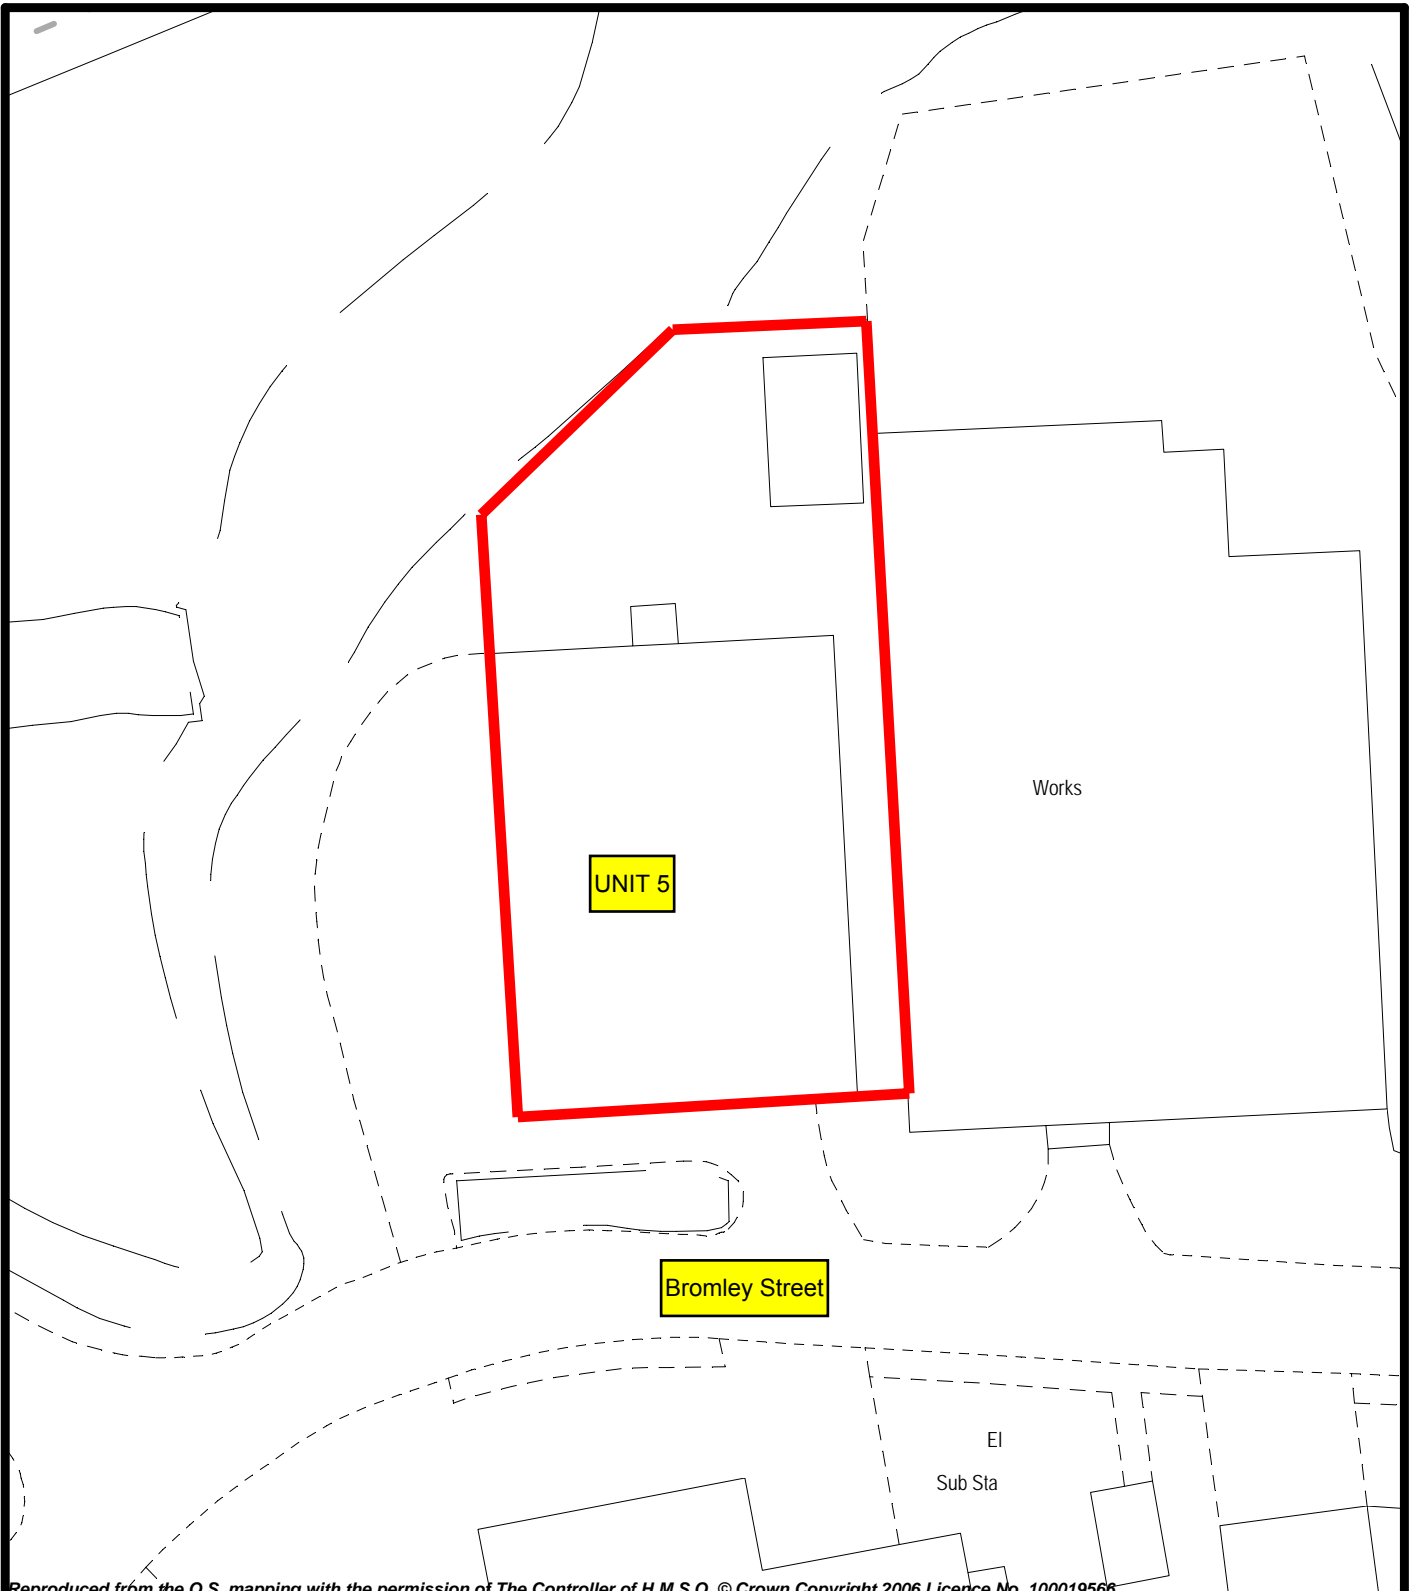 Works
UNIT 5
Bromley Street
El
Sub Sta
Reproduced from the O.S. mapping with the permission of The Controller of H.M.S.O. © Crown Copyright 2006 Licence No. 100019566